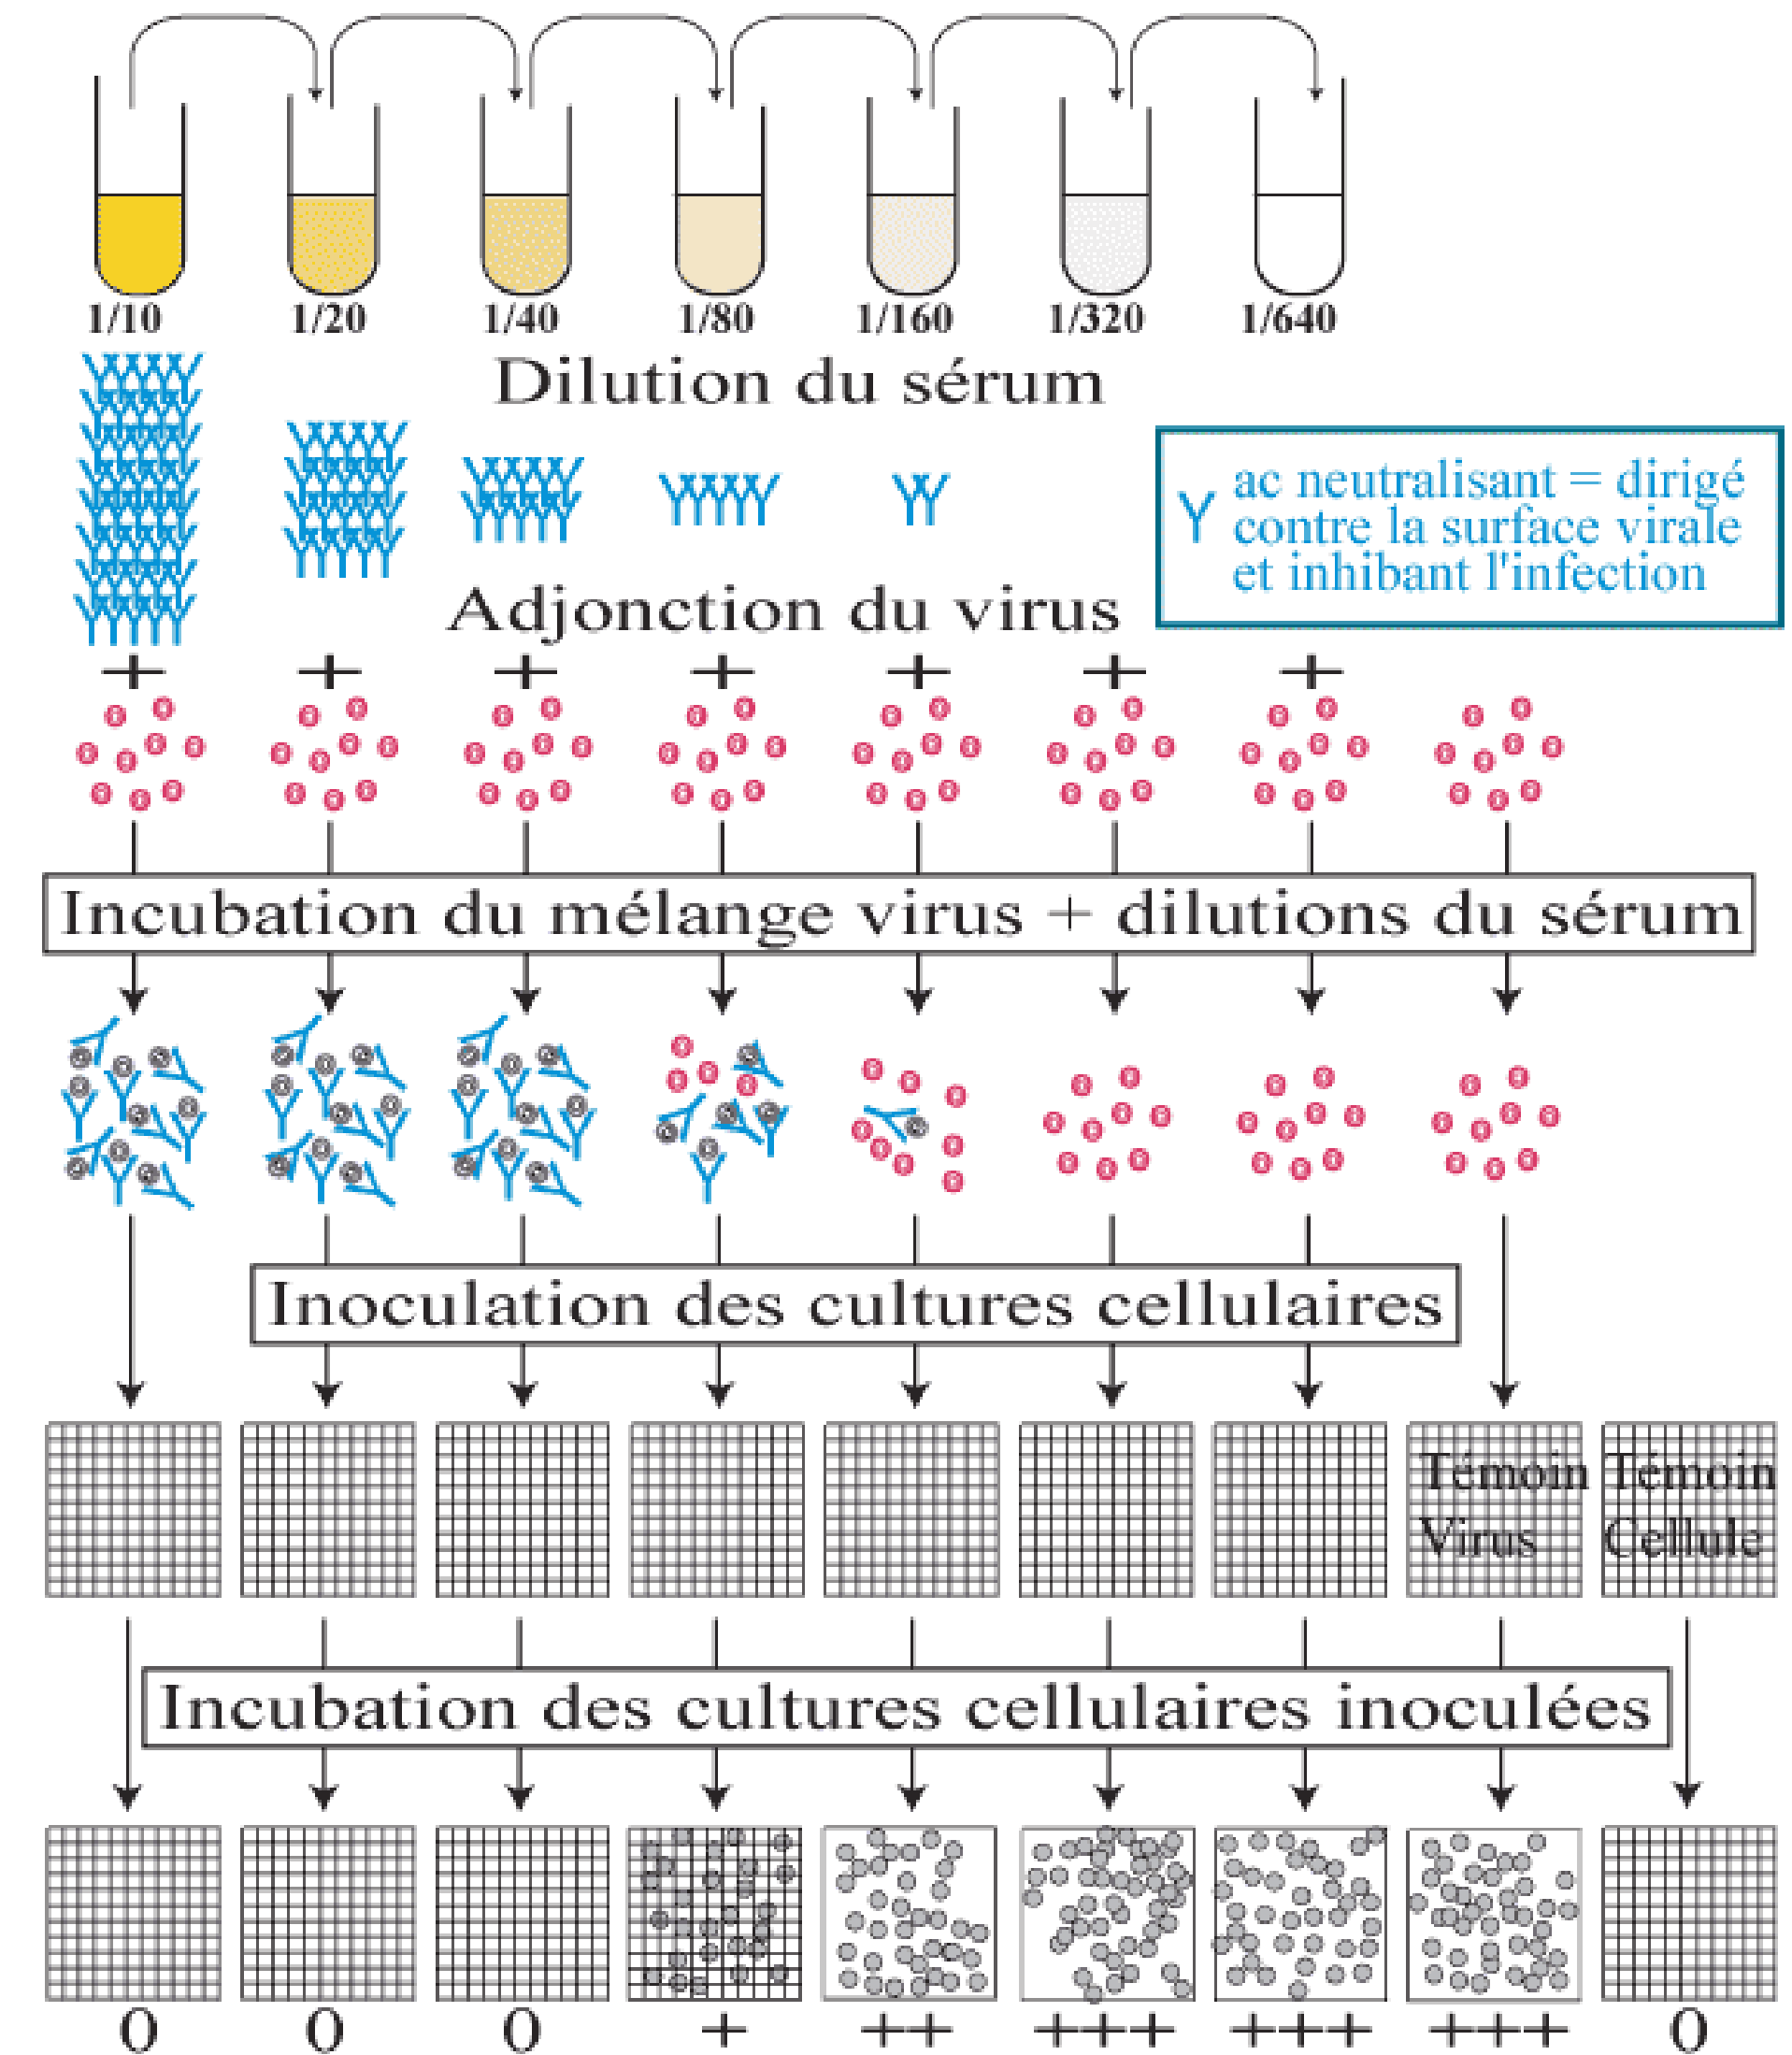 1/10 1/20 1/40 1/80 1/160 1/320 1/640
Dilution du sérum
ac neutralisant = dirigé
contre la surface virale
et inhibant l'infection
Adjonction du virus
+ + + + + + +
Incubation du mélange virus + dilutions du sérum
Inoculation des cultures cellulaires
Témoin
Virus
Témoin
Cellule
Incubation des cultures cellulaires inoculées
0 0 0 + ++ +++ +++ +++ 0